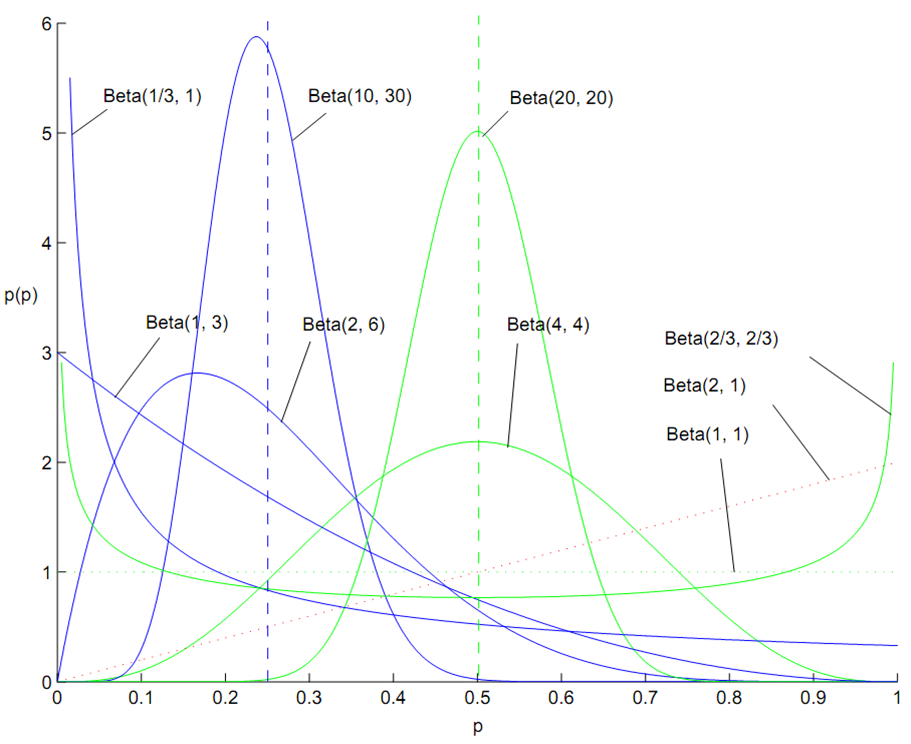 6
Beta(1/3, 1)
Beta(10, 30)
Beta(20, 20)
5
4
p(p)
Beta(1, 3)
Beta(2, 6)
Beta(4, 4)
Beta(2/3, 2/3)
3
Beta(2, 1)
Beta(1, 1)
2
1
0
0 0.1 0.2 0.3 0.4 0.5 0.6 0.7 0.8 0.9 1
p